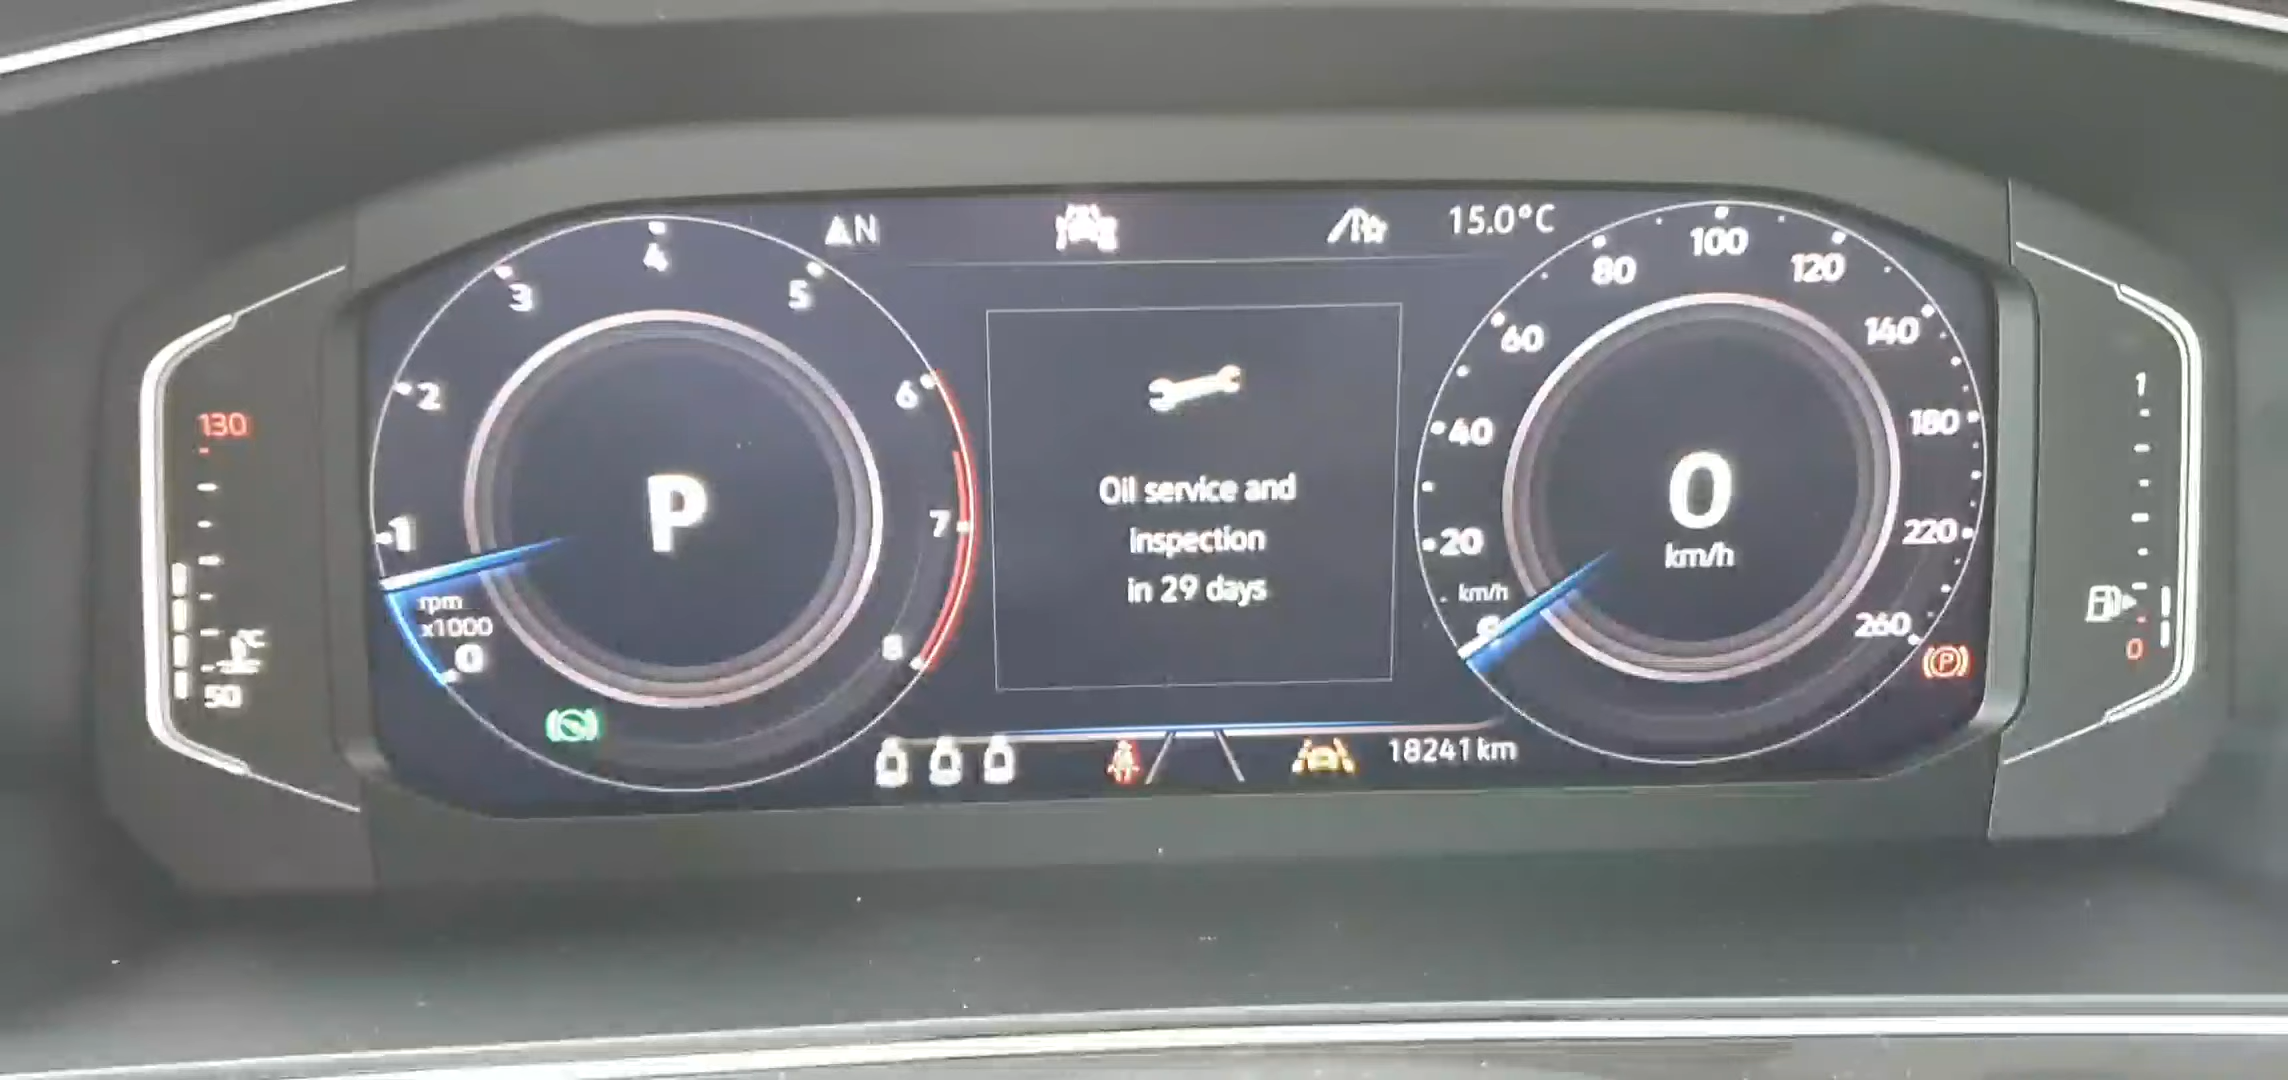 N
15.0°C
4
3
5
2
6
1
7
8
0
rpm
x1000
P
130
50
°C
Oil service and
inspection
in 29 days
100
80
120
60
140
40
180
20
220
km/h
0
260
0
km/h
P
1
0
18241 km